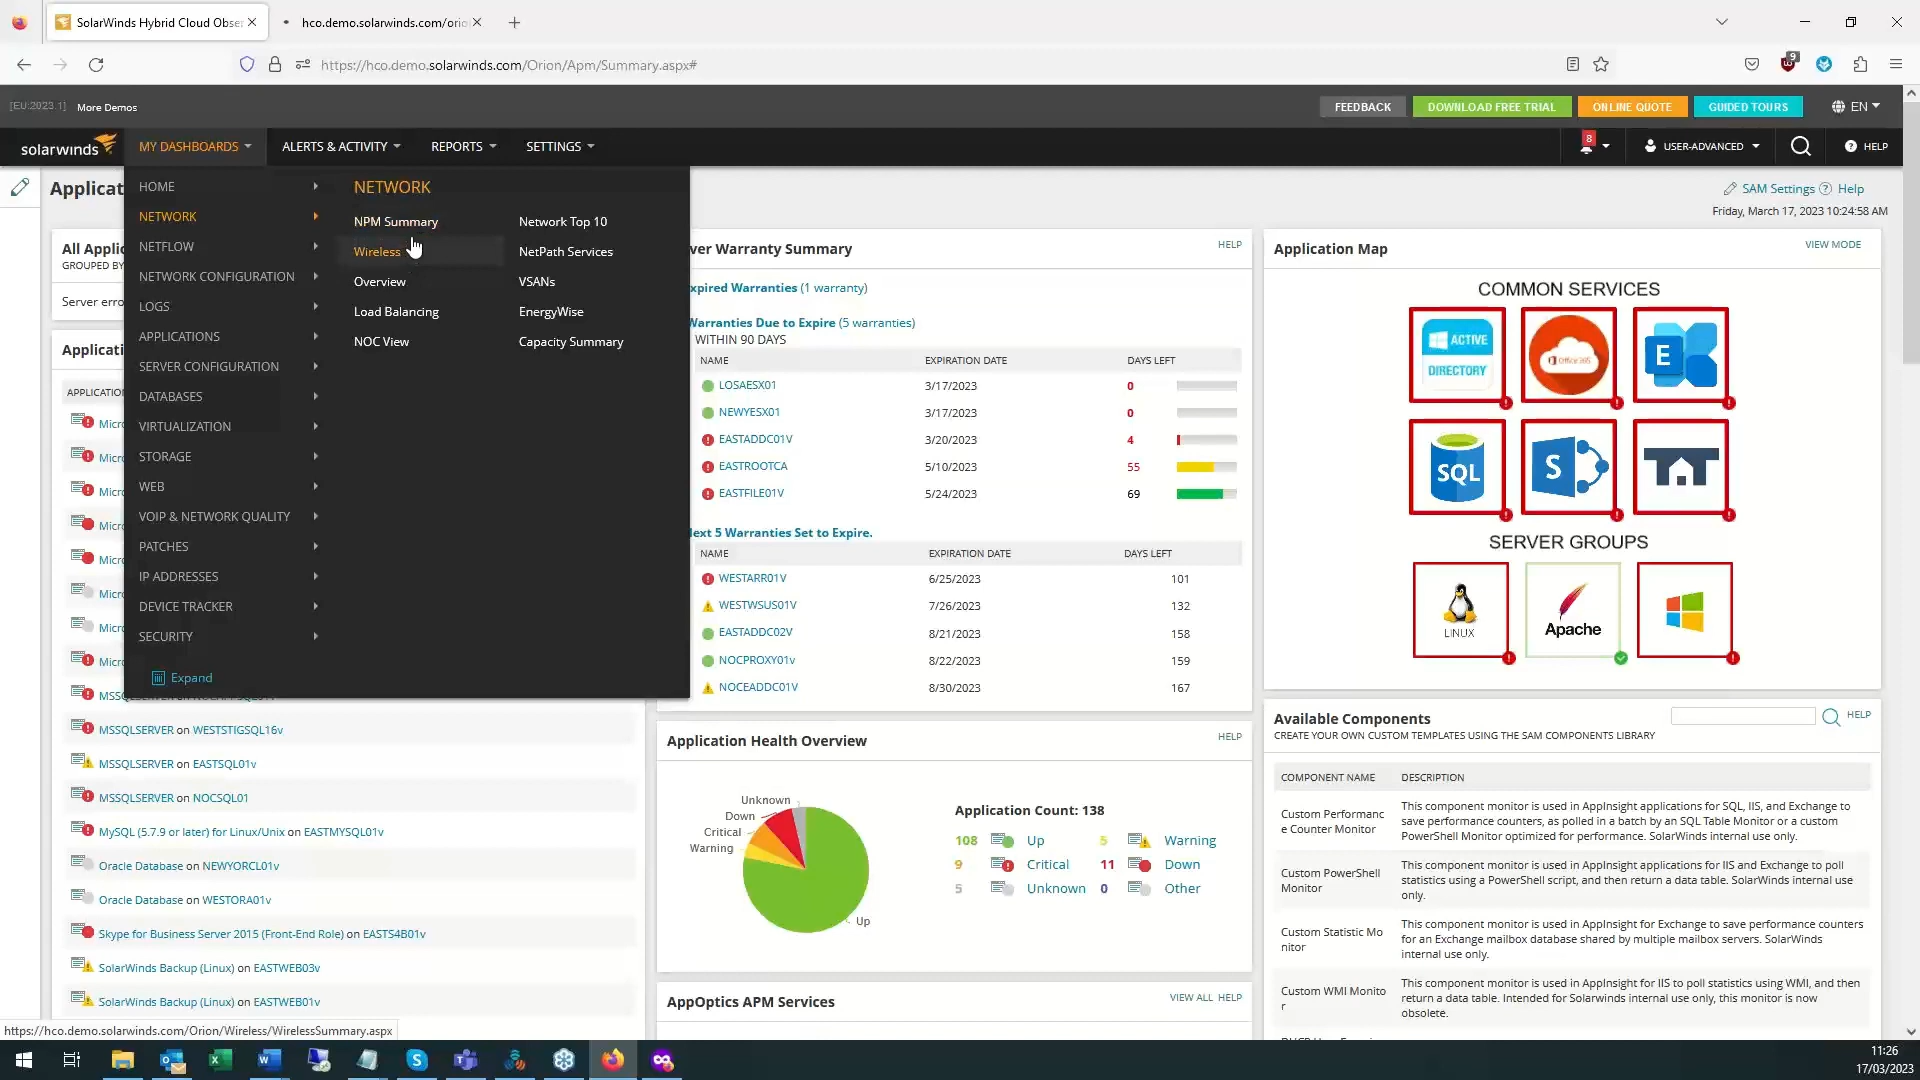 SolarWinds Hybrid Cloud Obse
hco.demo.solarwinds.com/orio
https://hco.demo.solarwinds.com/Orion/Apm/Summary.aspx#
9
[EU:2023.1] More Demos
FEEDBACK
DOWNLOAD FREE TRIAL
ONLINE QUOTE
GUIDED TOURS
EN
solarwinds
MY DASHBOARDS
ALERTS & ACTIVITY
REPORTS
SETTINGS
8
USER-ADVANCED
HELP
Applicat
SAM Settings
Help
Friday, March 17, 2023 10:24:58 AM
HOME
NETWORK
NETFLOW
NETWORK CONFIGURATION
LOGS
APPLICATIONS
SERVER CONFIGURATION
DATABASES
VIRTUALIZATION
STORAGE
WEB
VOIP & NETWORK QUALITY
PATCHES
IP ADDRESSES
DEVICE TRACKER
SECURITY
Expand
NETWORK
NPM Summary
Network Top 10
Wireless
NetPath Services
Overview
VSANs
Load Balancing
EnergyWise
NOC View
Capacity Summary
All Applic
GROUPED BY
Server erro
Applicati
APPLICATION
Micro
Micro
Micro
Micro
Micro
Micro
Micro
Micro
MSSQLSERVER on WESTSTIGSQL16v
MSSQLSERVER on EASTSQL01v
MSSQLSERVER on NOCSQL01
MySQL (5.7.9 or later) for Linux/Unix on EASTMYSQL01v
Oracle Database on NEWYORCL01v
Oracle Database on WESTORA01v
Skype for Business Server 2015 (Front-End Role) on EASTS4B01v
SolarWinds Backup (Linux) on EASTWEB03v
SolarWinds Backup (Linux) on EASTWEB01v
https://hco.demo.solarwinds.com/Orion/Wireless/WirelessSummary.aspx
ver Warranty Summary
HELP
xpired Warranties (1 warranty)
Warranties Due to Expire (5 warranties)
WITHIN 90 DAYS
NAME EXPIRATION DATE DAYS LEFT
LOSAESX01 3/17/2023 0
NEWYESX01 3/17/2023 0
EASTADDC01V 3/20/2023 4
EASTROOTCA 5/10/2023 55
EASTFILE01V 5/24/2023 69
ext 5 Warranties Set to Expire.
NAME EXPIRATION DATE DAYS LEFT
WESTARR01V 6/25/2023 101
WESTWSUS01V 7/26/2023 132
EASTADDC02V 8/21/2023 158
NOCPROXY01v 8/22/2023 159
NOCEADDC01V 8/30/2023 167
Application Health Overview
HELP
Unknown
Down
Critical
Warning
Up
Application Count: 138
108 Up 5 Warning
9 Critical 11 Down
5 Unknown 0 Other
AppOptics APM Services
VIEW ALL HELP
Application Map
VIEW MODE
COMMON SERVICES
ACTIVE
DIRECTORY
Office 365
E
SQL
S
SERVER GROUPS
LINUX
Apache
Available Components
HELP
CREATE YOUR OWN CUSTOM TEMPLATES USING THE SAM COMPONENTS LIBRARY
COMPONENT NAME DESCRIPTION
Custom Performanc
e Counter Monitor
This component monitor is used in AppInsight applications for SQL, IIS, and Exchange to
save performance counters, as polled in a batch by an SQL Table Monitor or a custom
PowerShell Monitor optimized for performance. SolarWinds internal use only.
Custom PowerShell
Monitor
This component monitor is used in AppInsight applications for IIS and Exchange to poll
statistics using a PowerShell script, and then return a data table. SolarWinds internal use
only.
Custom Statistic Mo
nitor
This component monitor is used in AppInsight for Exchange to save performance counters
for an Exchange mailbox database shared by multiple mailbox servers. SolarWinds
internal use only.
Custom WMI Monito
r
This component monitor is used in AppInsight for IIS to poll statistics using WMI, and then
return a data table. Intended for Solarwinds internal use only, this monitor is now
obsolete.
11:26
17/03/2023